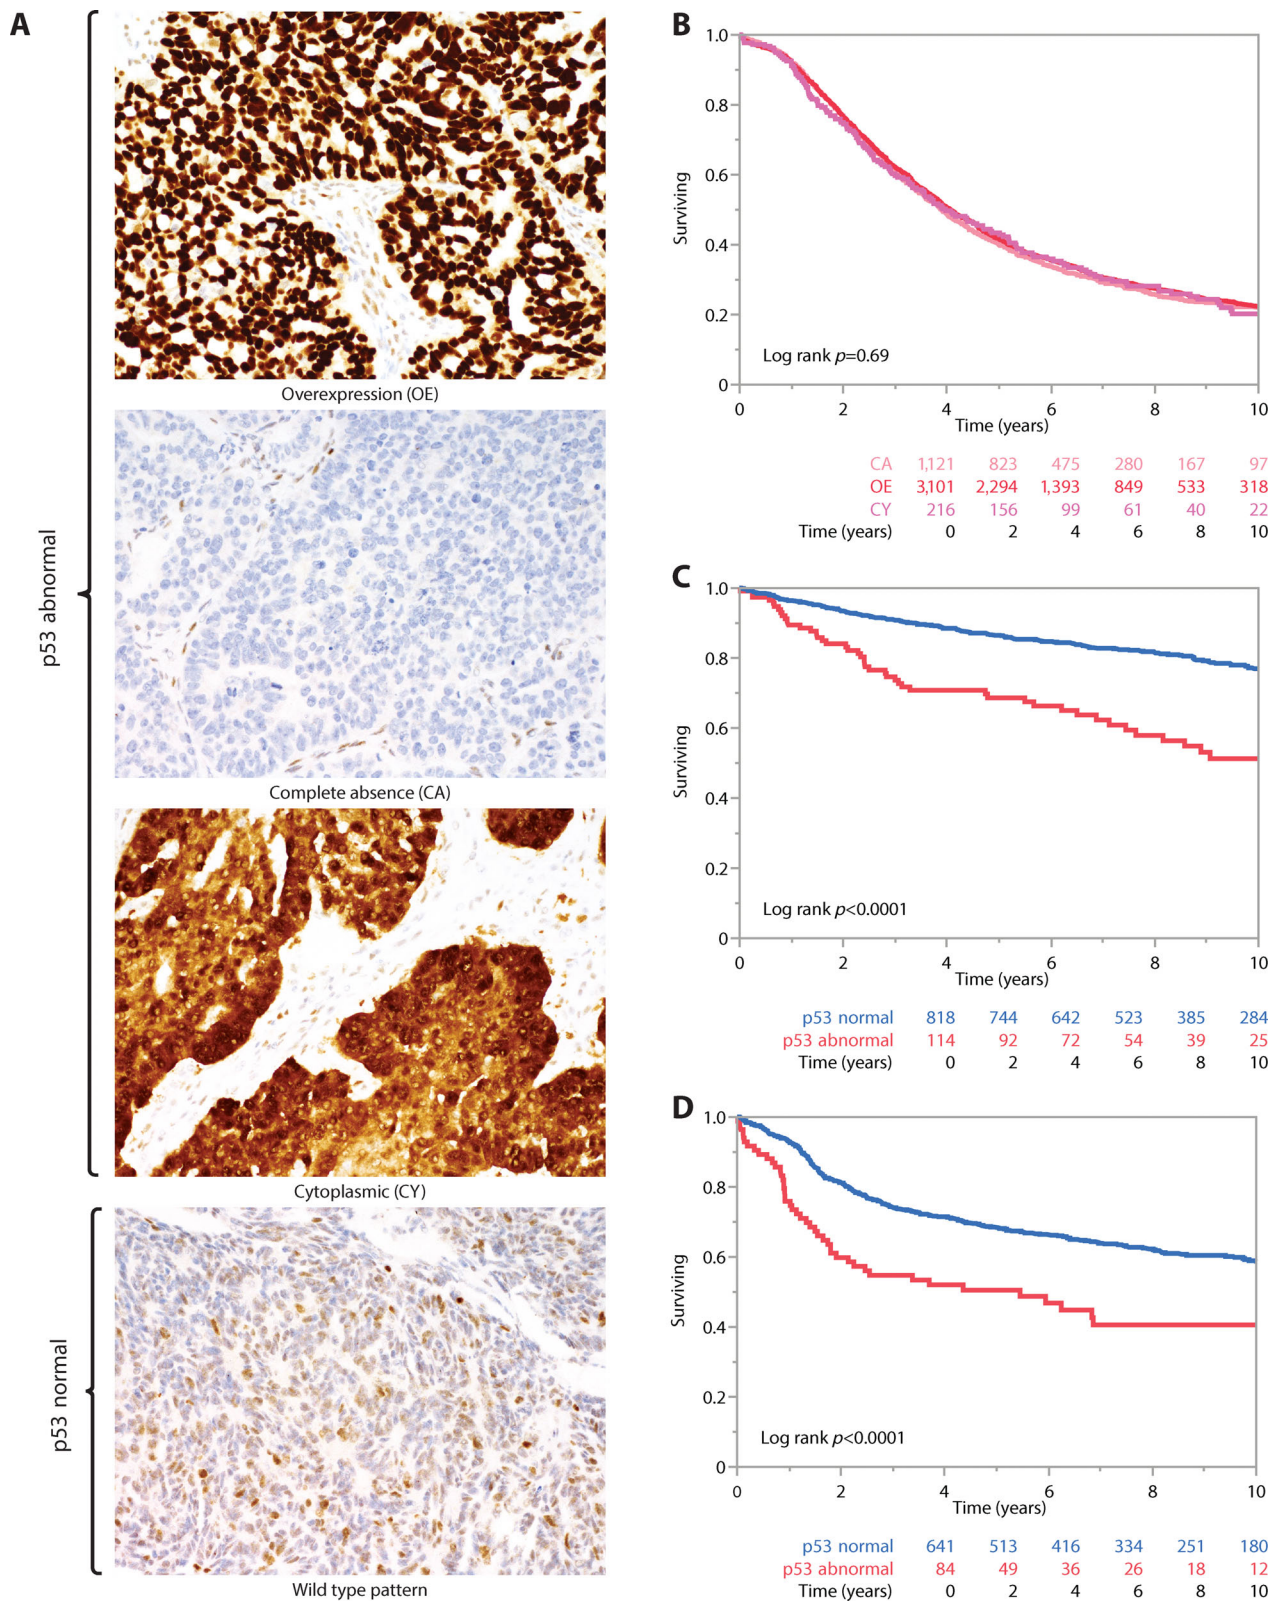 A
p53 abnormal
Overexpression (OE)
Complete absence (CA)
Cytoplasmic (CY)
p53 normal
Wild type pattern
B
Surviving
1.0
0.8
0.6
0.4
0.2
0
Log rank p=0.69
0 2 4 6 8 10
Time (years)
CA 1,121 823 475 280 167 97
OE 3,101 2,294 1,393 849 533 318
CY 216 156 99 61 40 22
Time (years) 0 2 4 6 8 10
C
Surviving
1.0
0.8
0.6
0.4
0.2
0
Log rank p<0.0001
0 2 4 6 8 10
Time (years)
p53 normal 818 744 642 523 385 284
p53 abnormal 114 92 72 54 39 25
Time (years) 0 2 4 6 8 10
D
Surviving
1.0
0.8
0.6
0.4
0.2
0
Log rank p<0.0001
0 2 4 6 8 10
Time (years)
p53 normal 641 513 416 334 251 180
p53 abnormal 84 49 36 26 18 12
Time (years) 0 2 4 6 8 10